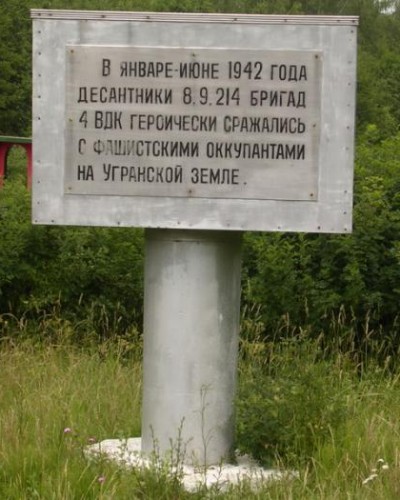 В ЯНВАРЕ-ИЮНЕ 1942 ГОДА
ДЕСАНТНИКИ 8.9.214 БРИГАД
4 ВДК ГЕРОИЧЕСКИ СРАЖАЛИСЬ
С ФАШИСТСКИМИ ОККУПАНТАМИ
НА УГРАНСКОЙ ЗЕМЛЕ.